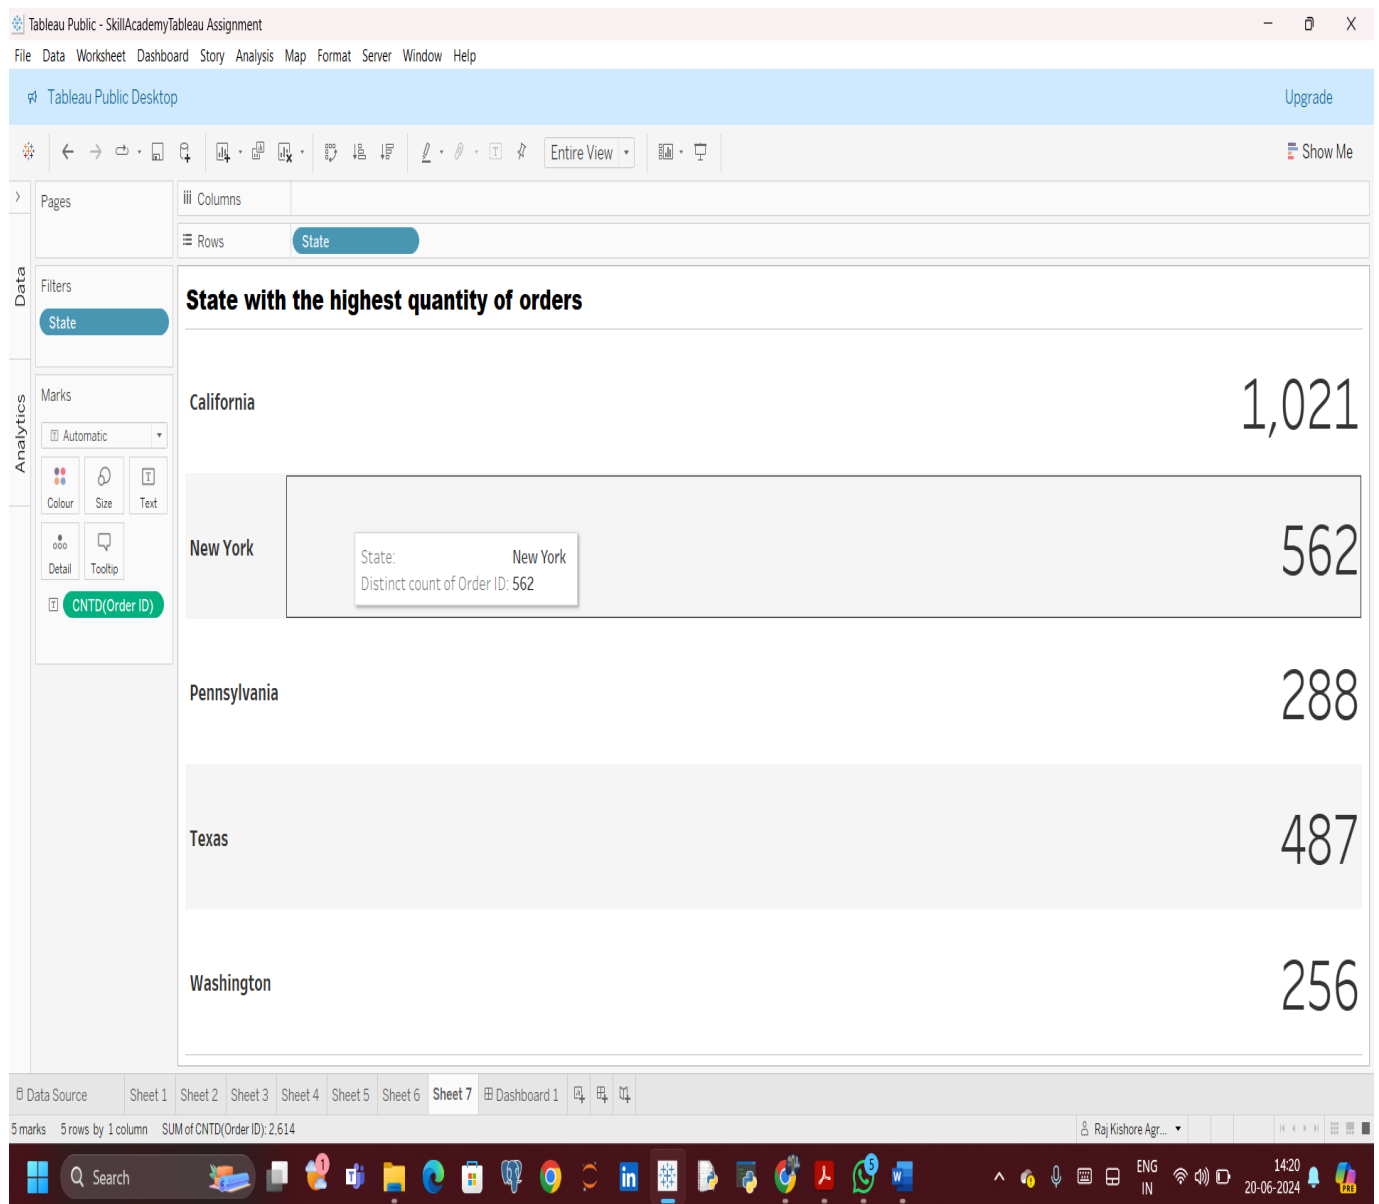 Tableau Public - SkillAcademyTableau Assignment
File Data Worksheet Dashboard Story Analysis Map Format Server Window Help
Tableau Public Desktop Upgrade
Entire View Show Me
Pages
Columns
Rows State
Data
Filters
State
State with the highest quantity of orders
Analytics
Marks
Automatic
Colour Size Text
Detail Tooltip
CNTD(Order ID)
California 1,021
New York 562
State: New York
Distinct count of Order ID: 562
Pennsylvania 288
Texas 487
Washington 256
Data Source Sheet 1 Sheet 2 Sheet 3 Sheet 4 Sheet 5 Sheet 6 Sheet 7 Dashboard 1
5 marks 5 rows by 1 column SUM of CNTD(Order ID): 2,614 Raj Kishore Agr...
Search 1 5 ENG 14:20
IN 20-06-2024 PRE